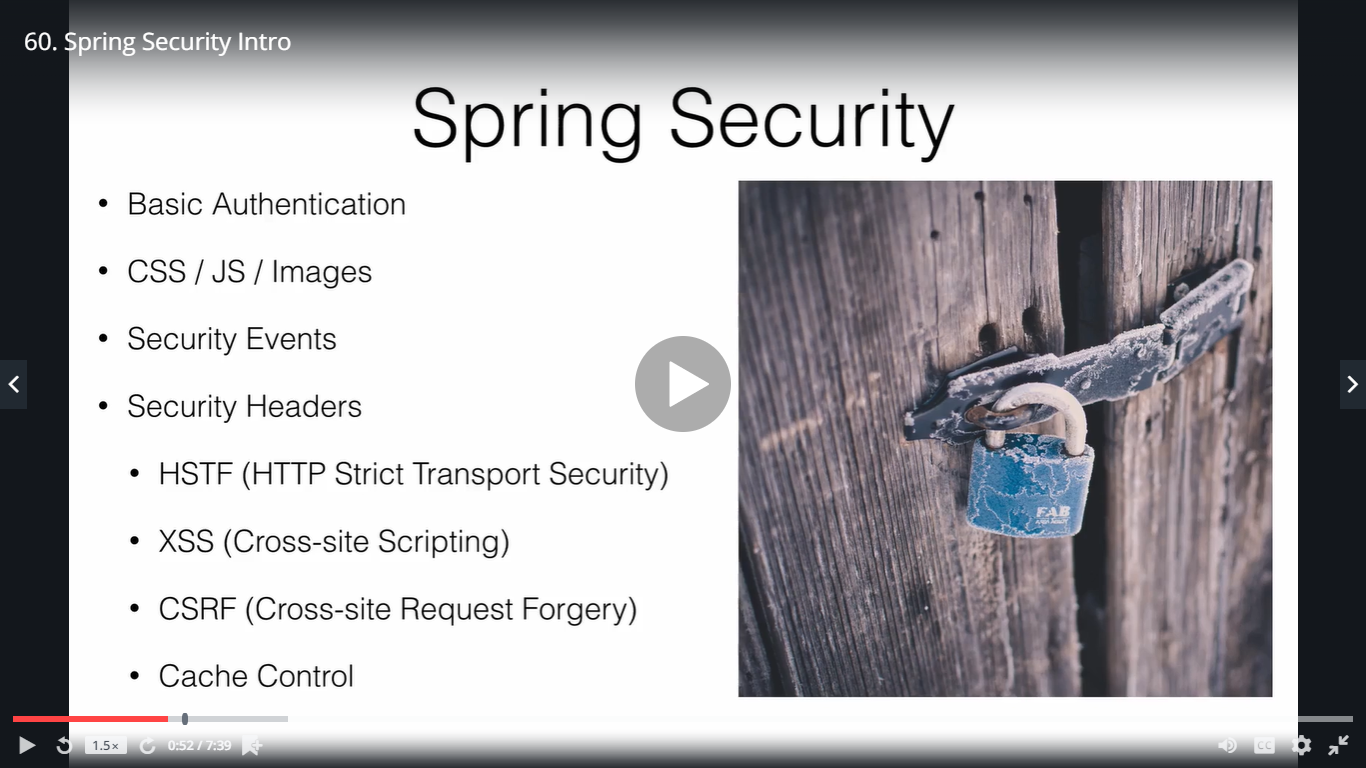 60. Spring Security Intro
Spring Security
• Basic Authentication
• CSS / JS / Images
• Security Events
• Security Headers
• HSTF (HTTP Strict Transport Security)
• XSS (Cross-site Scripting)
• CSRF (Cross-site Request Forgery)
• Cache Control
FAB
1.5×
0:52 / 7:39
CC